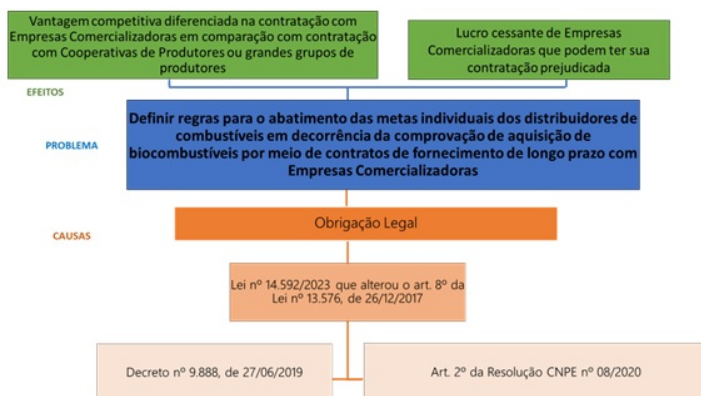 Vantagem competitiva diferenciada na contratação com
Empresas Comercializadoras em comparação com contratação
com Cooperativas de Produtores ou grandes grupos de
produtores
Lucro cessante de Empresas
Comercializadoras que podem ter sua
contratação prejudicada
EFEITOS
Definir regras para o abatimento das metas individuais dos distribuidores de
combustíveis em decorrência da comprovação de aquisição de
biocombustíveis por meio de contratos de fornecimento de longo prazo com
Empresas Comercializadoras
PROBLEMA
Obrigação Legal
CAUSAS
Lei nº 14.592/2023 que alterou o art. 8º da
Lei nº 13.576, de 26/12/2017
Decreto nº 9.888, de 27/06/2019
Art. 2º da Resolução CNPE nº 08/2020